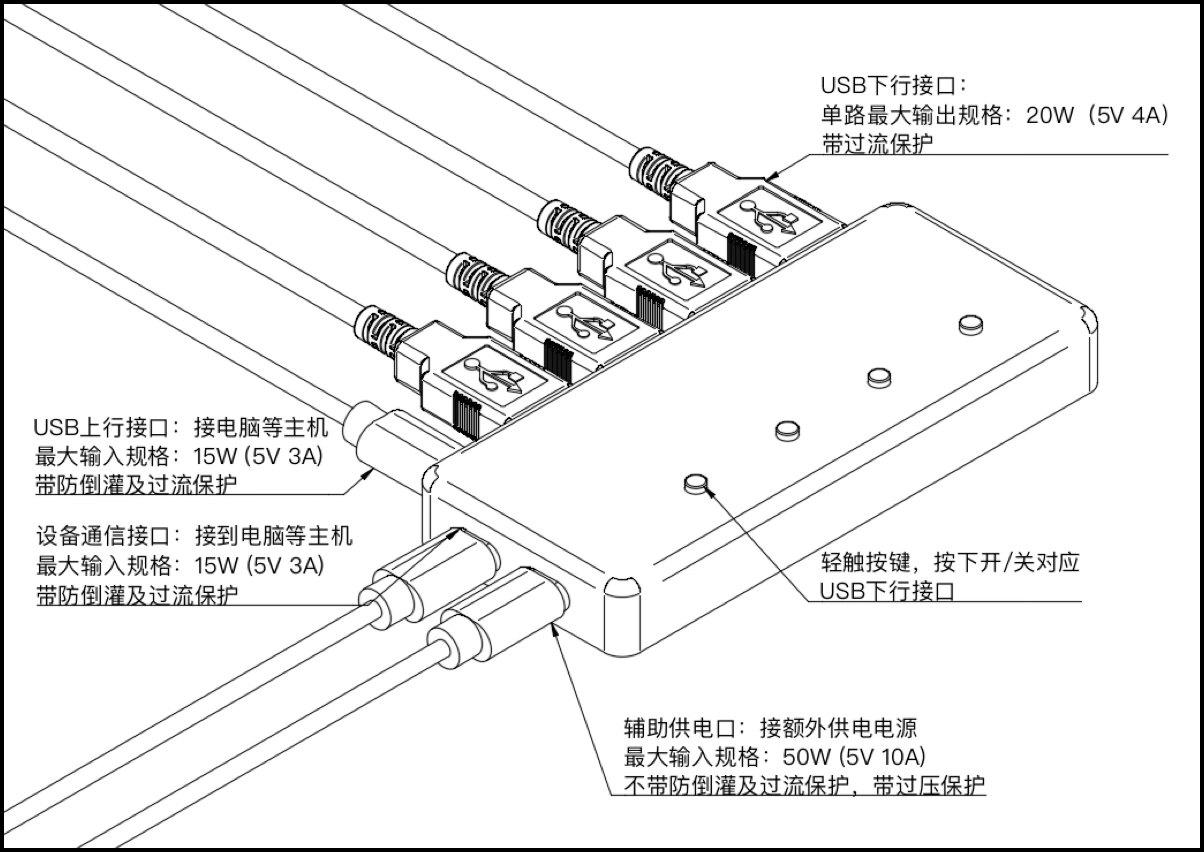 USB下行接口：
单路最大输出规格：20W（5V 4A）
带过流保护
USB上行接口：接电脑等主机
最大输入规格：15W (5V 3A)
带防倒灌及过流保护
设备通信接口：接到电脑等主机
最大输入规格：15W (5V 3A)
带防倒灌及过流保护
轻触按键，按下开/关对应
USB下行接口
辅助供电口：接额外供电电源
最大输入规格：50W (5V 10A)
不带防倒灌及过流保护，带过压保护